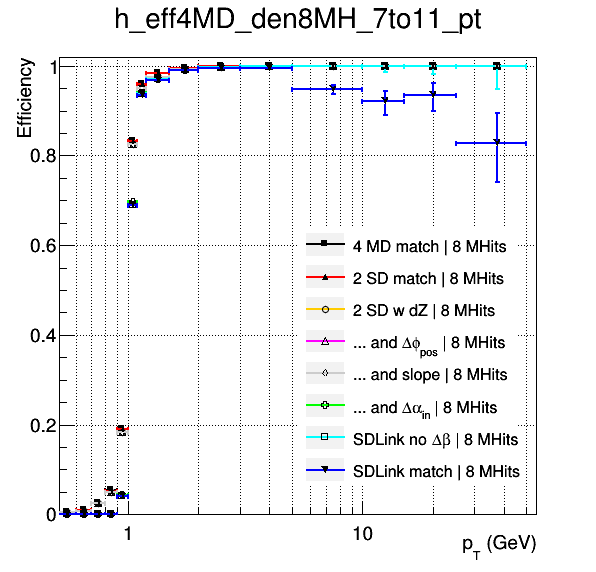 h_eff4MD_den8MH_7to11_pt
Efficiency
1
0.8
0.6
0.4
0.2
0
4 MD match | 8 MHits
2 SD match | 8 MHits
2 SD w dZ | 8 MHits
... and Δϕpos | 8 MHits
... and slope | 8 MHits
... and Δαin | 8 MHits
SDLink no Δβ | 8 MHits
SDLink match | 8 MHits
1 10
pT (GeV)